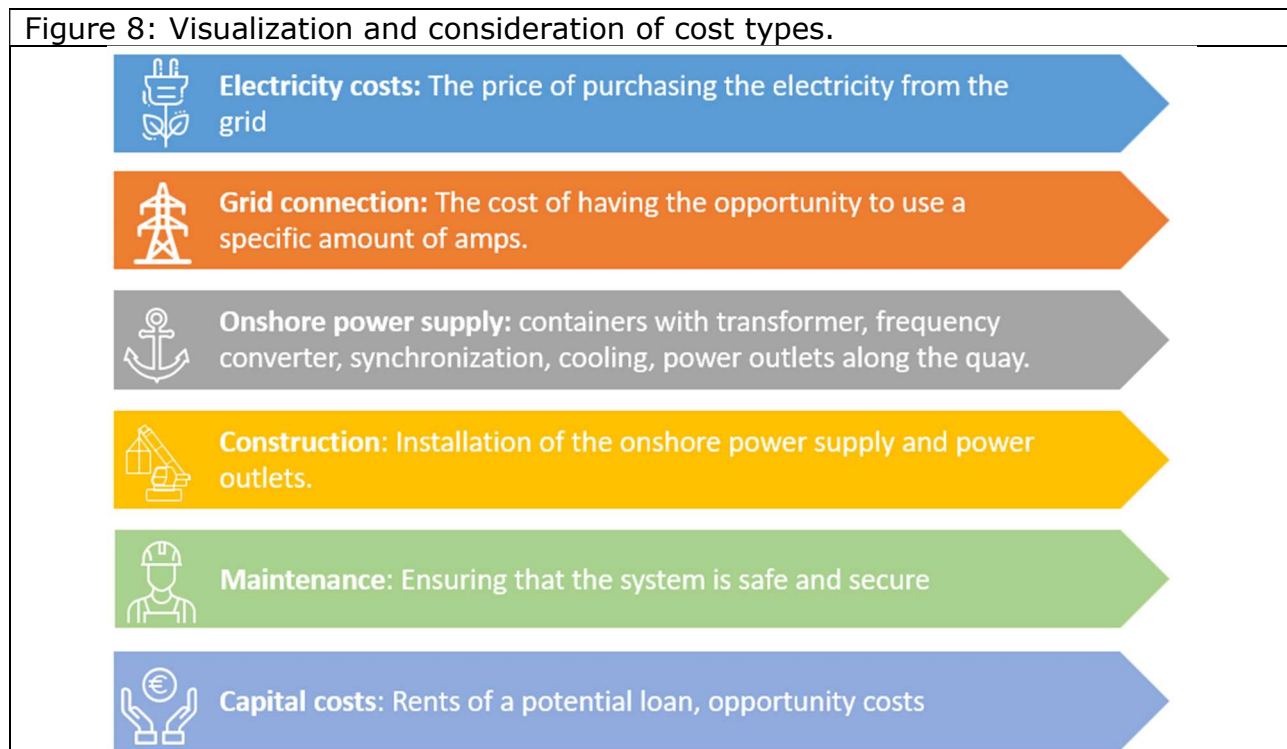 Figure 8: Visualization and consideration of cost types.
Electricity costs: The price of purchasing the electricity from the
grid
Grid connection: The cost of having the opportunity to use a
specific amount of amps.
Onshore power supply: containers with transformer, frequency
converter, synchronization, cooling, power outlets along the quay.
Construction: Installation of the onshore power supply and power
outlets.
Maintenance: Ensuring that the system is safe and secure
€
Capital costs: Rents of a potential loan, opportunity costs